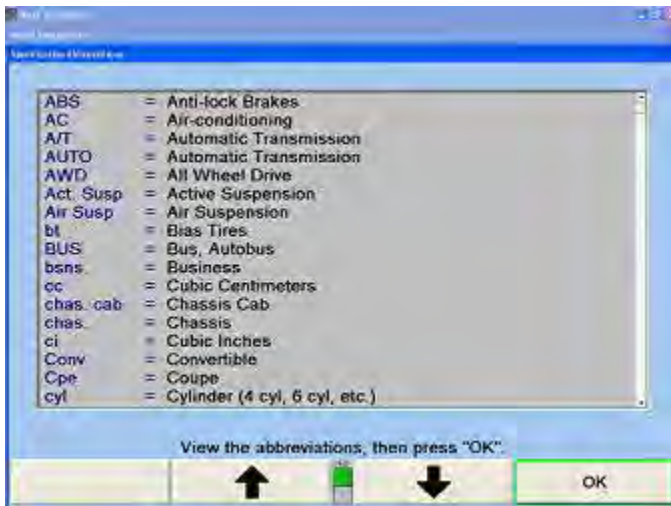 ABS = Anti-lock Brakes
AC = Air-conditioning
A/T = Automatic Transmission
AUTO = Automatic Transmission
AWD = All Wheel Drive
Act. Susp = Active Suspension
Air Susp = Air Suspension
bt = Bias Tires
BUS = Bus, Autobus
bsns. = Business
cc = Cubic Centimeters
chas. cab = Chassis Cab
chas. = Chassis
ci = Cubic Inches
Conv = Convertible
Cpe = Coupe
cyl = Cylinder (4 cyl, 6 cyl, etc.)
View the abbreviations, then press "OK".
OK